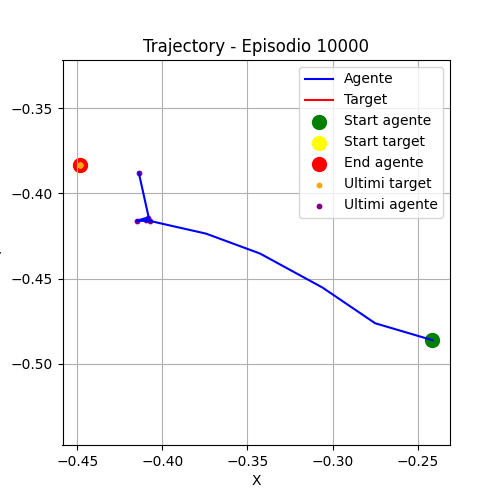 Trajectory - Episodio 10000
Agente
Target
Start agente
Start target
End agente
Ultimi target
Ultimi agente
−0.35
−0.40
−0.45
−0.50
−0.45
−0.40
−0.35
−0.30
−0.25
X